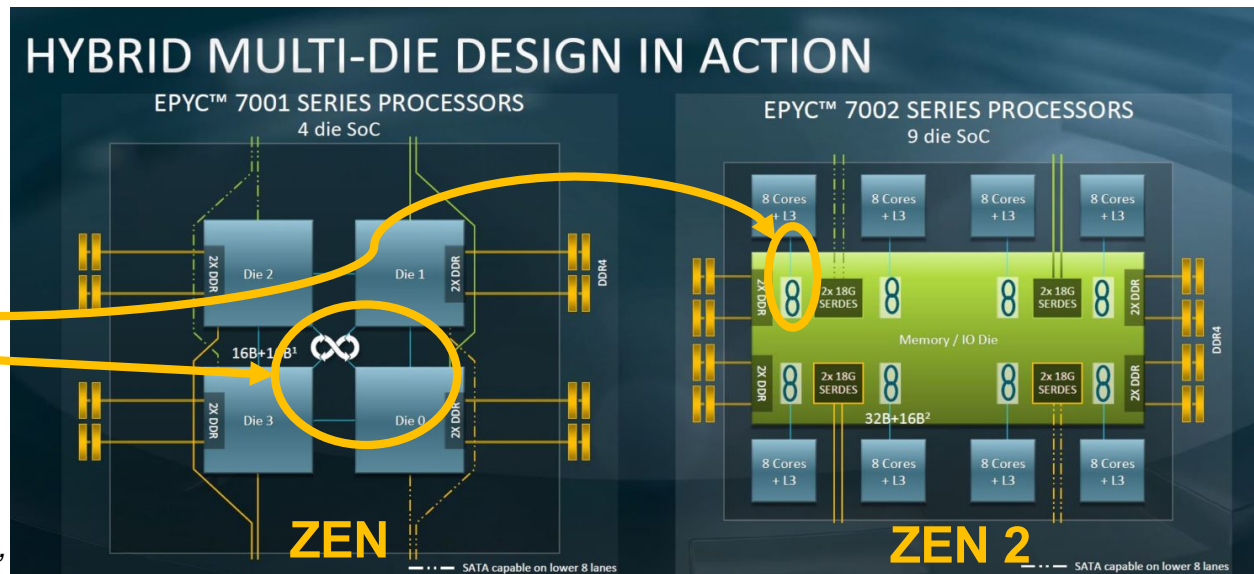 HYBRID MULTI-DIE DESIGN IN ACTION
EPYC™ 7001 SERIES PROCESSORS
4 die SoC
Die 2
Die 1
2X DDR
2X DDR
DDR4
16B+16B¹
Die 3
Die 0
2X DDR
2X DDR
ZEN
SATA capable on lower 8 lanes
EPYC™ 7002 SERIES PROCESSORS
9 die SoC
8 Cores
+ L3
8 Cores
+ L3
8 Cores
+ L3
8 Cores
+ L3
2X DDR
2x 18G
SERDES
2x 18G
SERDES
2X DDR
Memory / IO Die
DDR4
2X DDR
2x 18G
SERDES
2x 18G
SERDES
2X DDR
32B+16B²
8 Cores
+ L3
8 Cores
+ L3
8 Cores
+ L3
8 Cores
+ L3
ZEN 2
SATA capable on lower 8 lanes
,